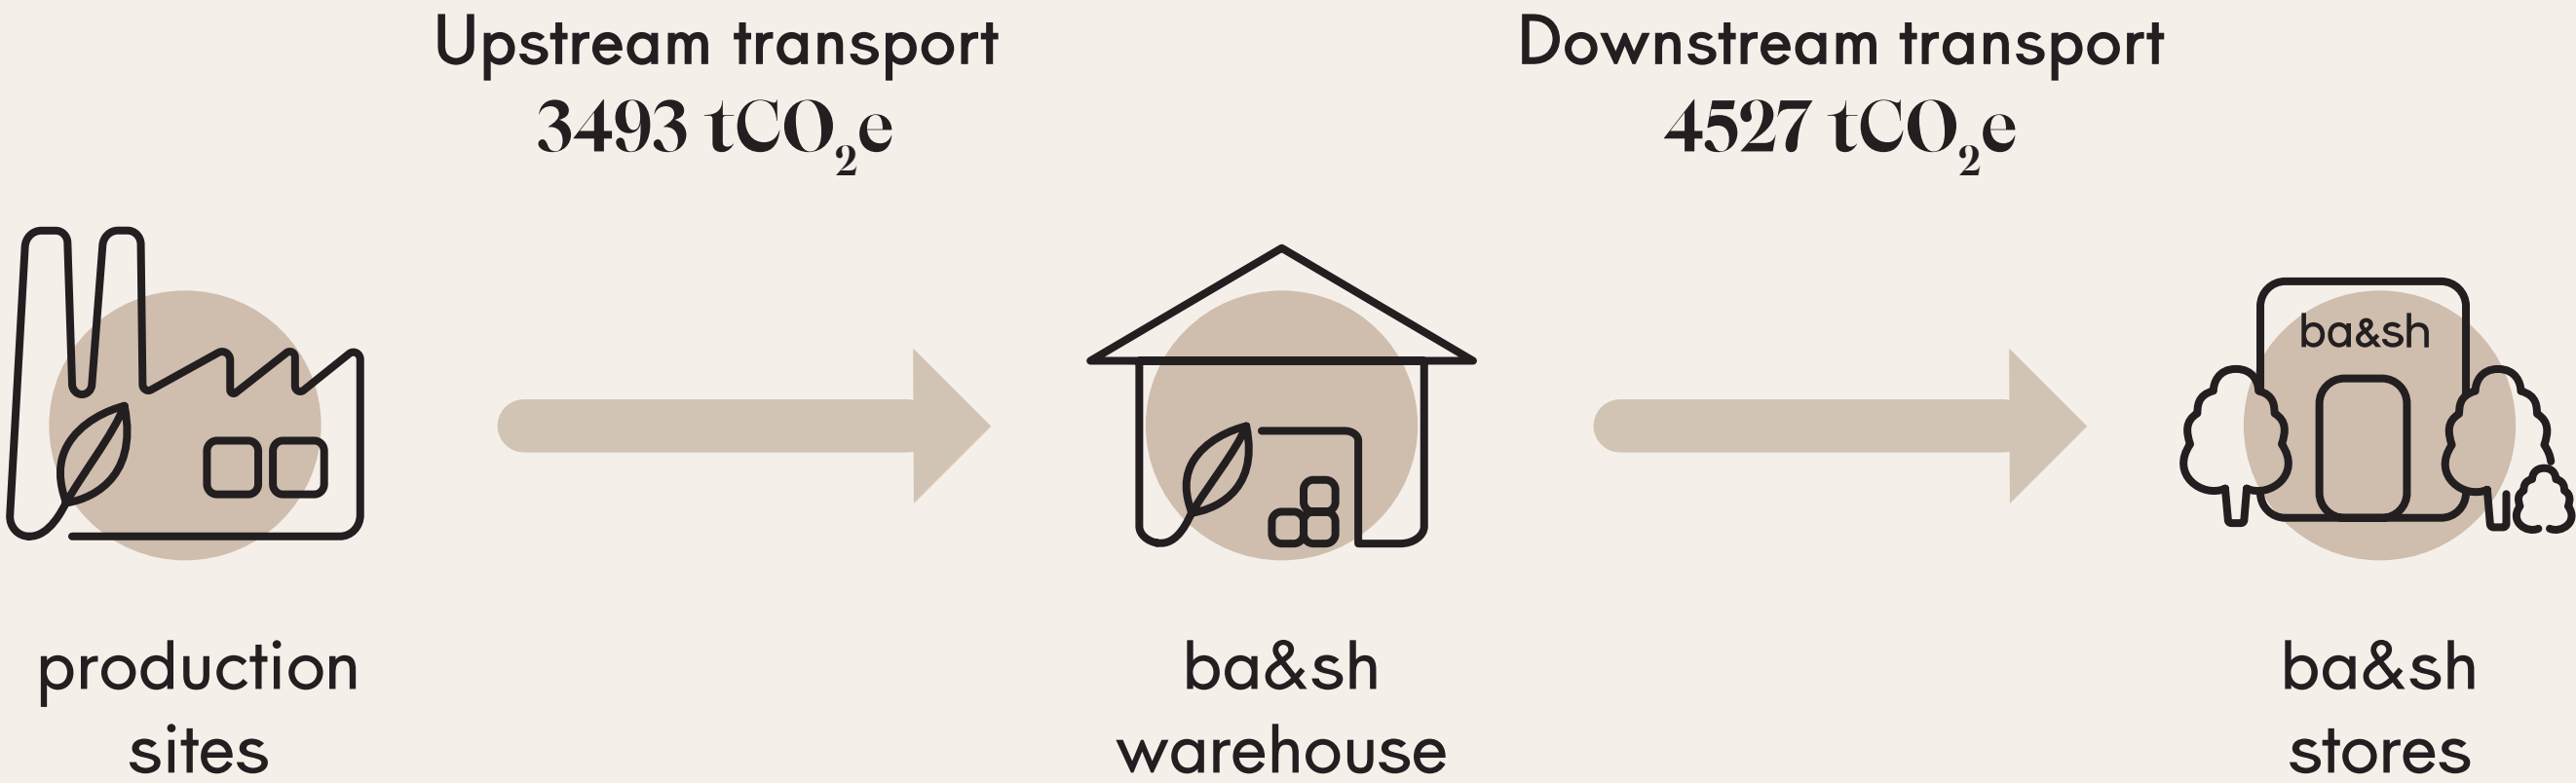 Upstream transport
3493 tCO₂e
Downstream transport
4527 tCO₂e
ba&sh
production
sites
ba&sh
warehouse
ba&sh
stores